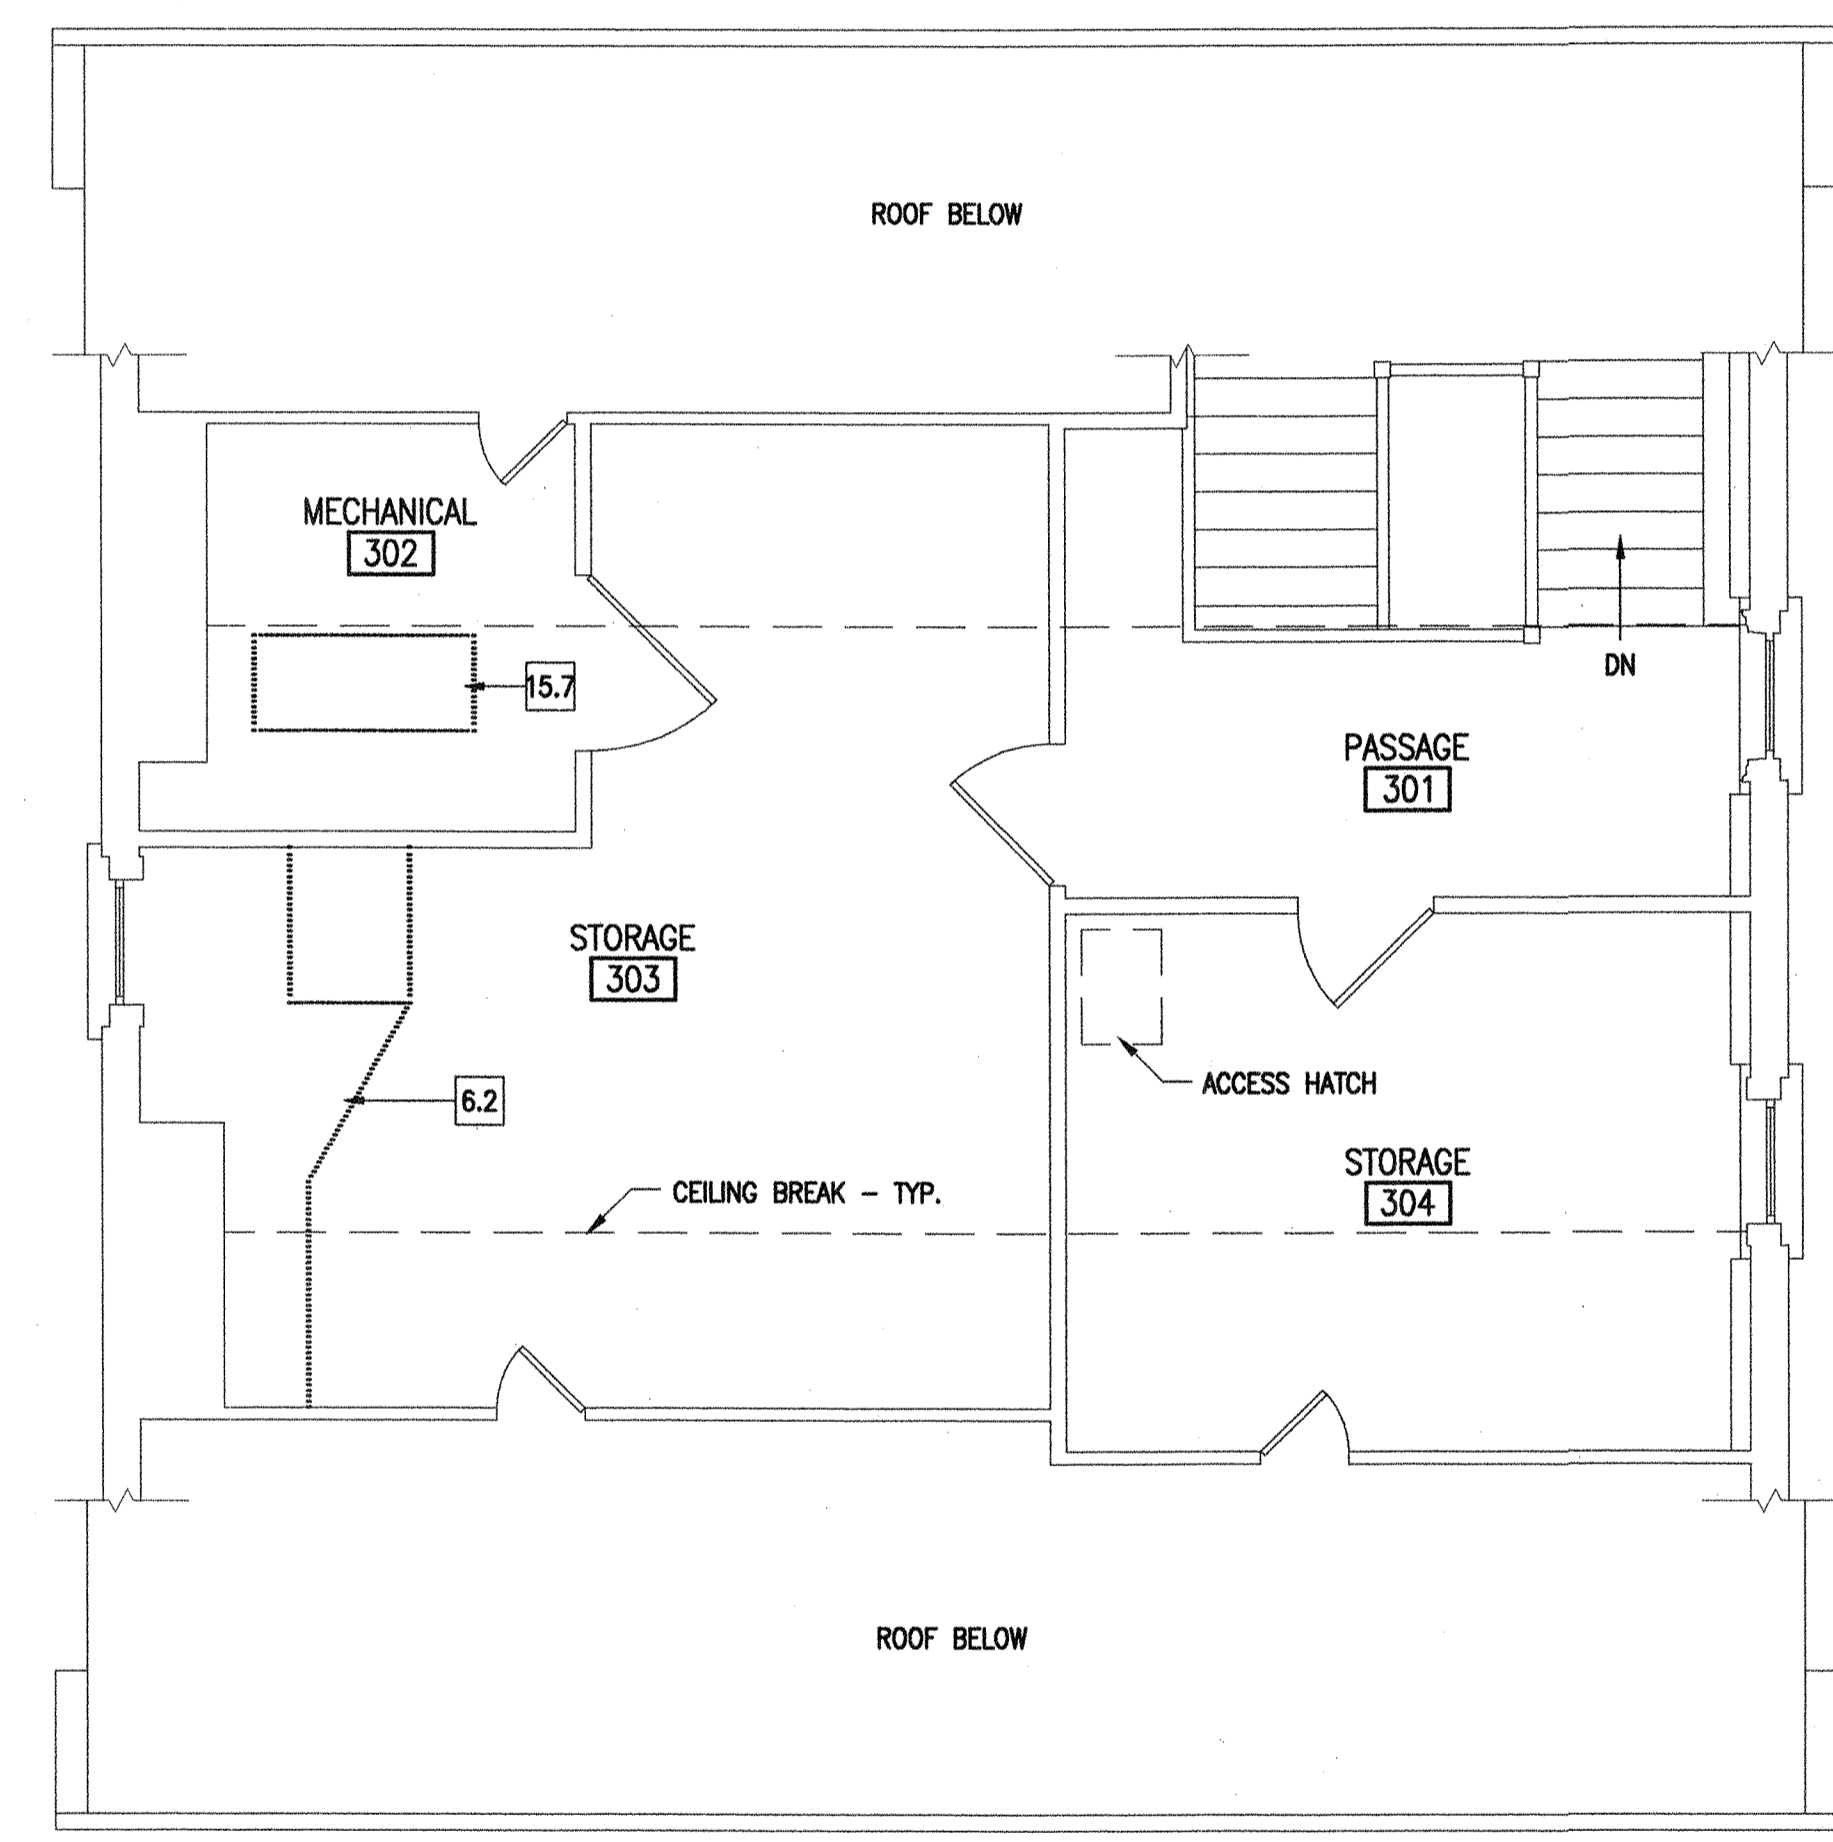 ROOF BELOW
MECHANICAL
302
15.7
DN
PASSAGE
301
STORAGE
303
ACCESS HATCH
6.2
STORAGE
304
CEILING BREAK - TYP.
ROOF BELOW